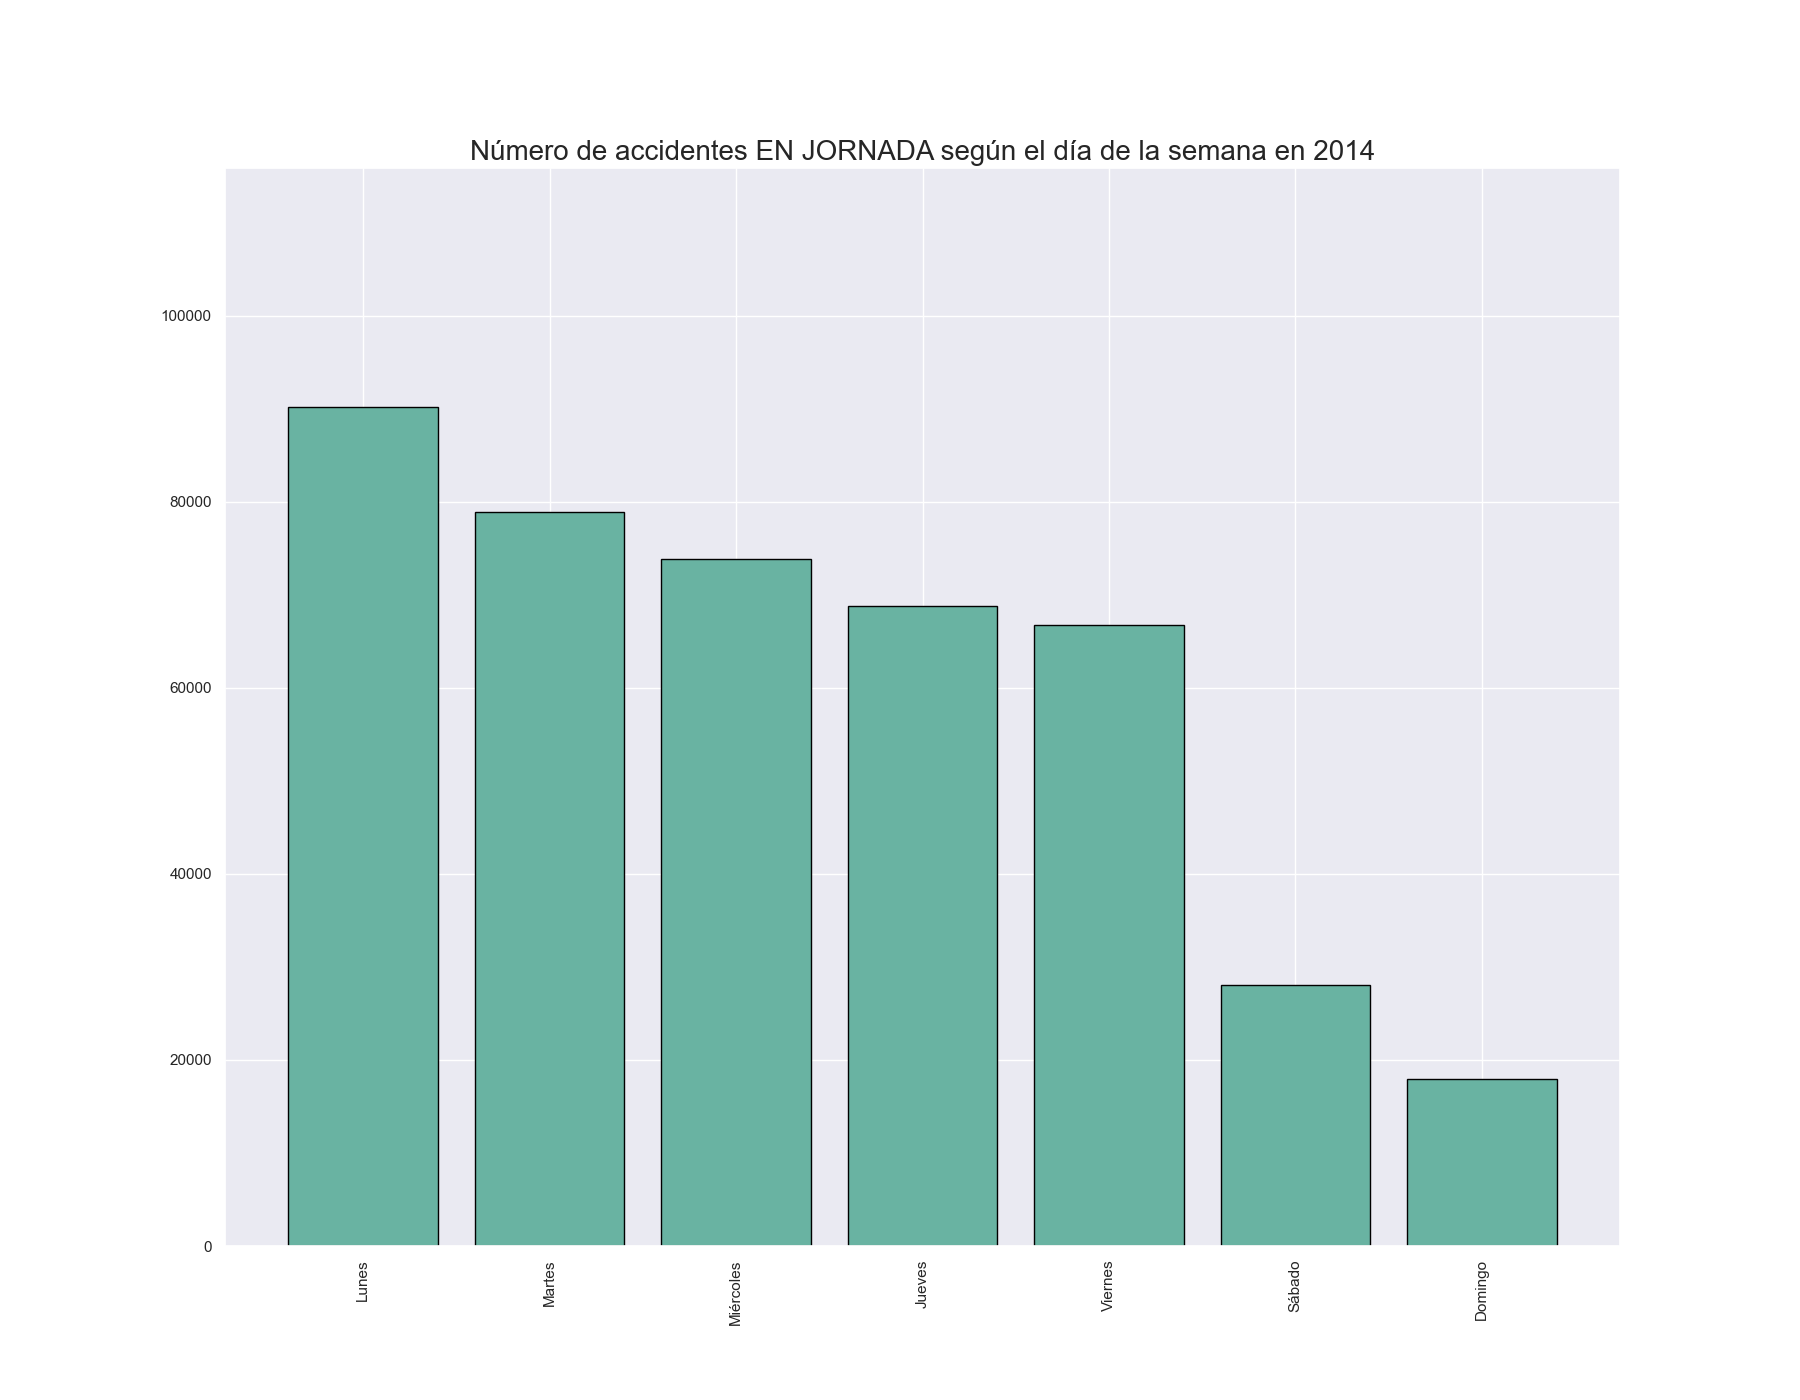 Número de accidentes EN JORNADA según el día de la semana en 2014
100000
80000
60000
40000
20000
0
Lunes
Martes
Miércoles
Jueves
Viernes
Sábado
Domingo